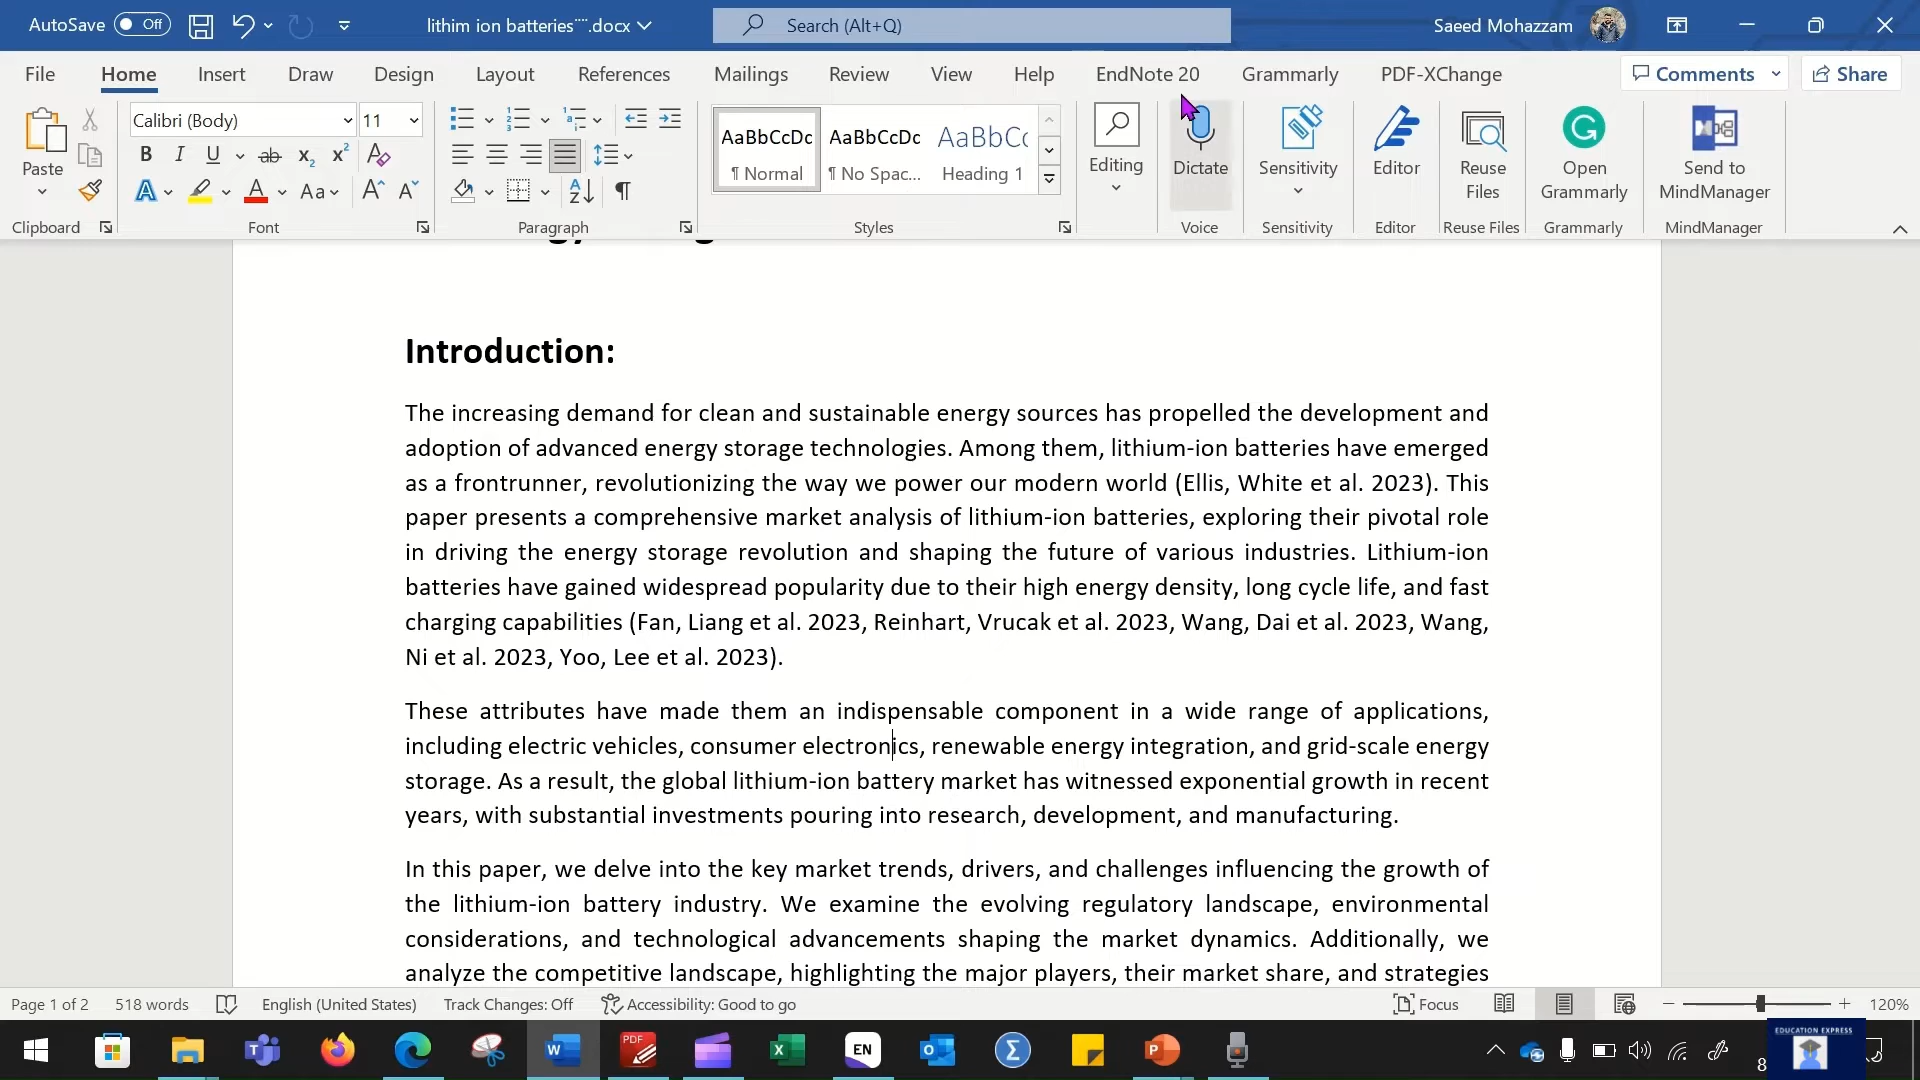 AutoSave Off lithim ion batteries"".docx Search (Alt+Q) Saeed Mohazzam
File Home Insert Draw Design Layout References Mailings Review View Help EndNote 20 Grammarly PDF-XChange Comments Share
Paste
Clipboard
Calibri (Body) 11
Font
Paragraph
AaBbCcDc AaBbCcDc AaBbCc
¶ Normal ¶ No Spac... Heading 1
Styles
Editing
Dictate
Voice
Sensitivity
Sensitivity
Editor
Editor
Reuse
Files
Reuse Files
Open
Grammarly
Grammarly
Send to
MindManager
MindManager
Introduction:
The increasing demand for clean and sustainable energy sources has propelled the development and
adoption of advanced energy storage technologies. Among them, lithium-ion batteries have emerged
as a frontrunner, revolutionizing the way we power our modern world (Ellis, White et al. 2023). This
paper presents a comprehensive market analysis of lithium-ion batteries, exploring their pivotal role
in driving the energy storage revolution and shaping the future of various industries. Lithium-ion
batteries have gained widespread popularity due to their high energy density, long cycle life, and fast
charging capabilities (Fan, Liang et al. 2023, Reinhart, Vrucak et al. 2023, Wang, Dai et al. 2023, Wang,
Ni et al. 2023, Yoo, Lee et al. 2023).
These attributes have made them an indispensable component in a wide range of applications,
including electric vehicles, consumer electronics, renewable energy integration, and grid-scale energy
storage. As a result, the global lithium-ion battery market has witnessed exponential growth in recent
years, with substantial investments pouring into research, development, and manufacturing.
In this paper, we delve into the key market trends, drivers, and challenges influencing the growth of
the lithium-ion battery industry. We examine the evolving regulatory landscape, environmental
considerations, and technological advancements shaping the market dynamics. Additionally, we
analyze the competitive landscape, highlighting the major players, their market share, and strategies
Page 1 of 2 518 words English (United States) Track Changes: Off Accessibility: Good to go Focus 120%
PDF EN 8 EDUCATION EXPRESS